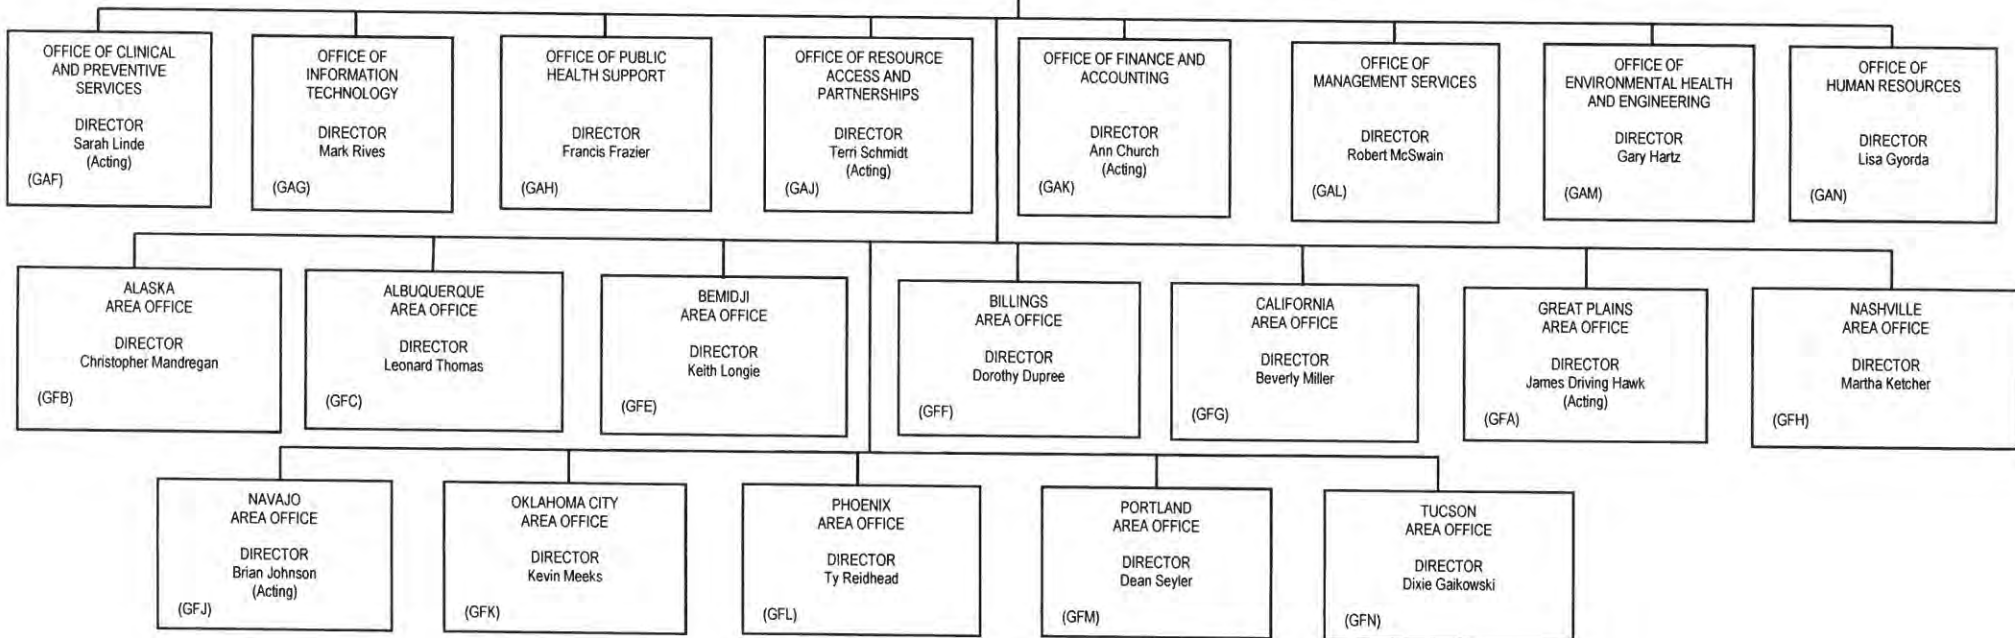 OFFICE OF CLINICAL
AND PREVENTIVE
SERVICES
DIRECTOR
Sarah Linde
(Acting)
(GAF)
OFFICE OF
INFORMATION
TECHNOLOGY
DIRECTOR
Mark Rives
(GAG)
OFFICE OF PUBLIC
HEALTH SUPPORT
DIRECTOR
Francis Frazier
(GAH)
OFFICE OF RESOURCE
ACCESS AND
PARTNERSHIPS
DIRECTOR
Terri Schmidt
(Acting)
(GAJ)
OFFICE OF FINANCE AND
ACCOUNTING
DIRECTOR
Ann Church
(Acting)
(GAK)
OFFICE OF
MANAGEMENT SERVICES
DIRECTOR
Robert McSwain
(GAL)
OFFICE OF
ENVIRONMENTAL HEALTH
AND ENGINEERING
DIRECTOR
Gary Hartz
(GAM)
OFFICE OF
HUMAN RESOURCES
DIRECTOR
Lisa Gyorda
(GAN)
ALASKA
AREA OFFICE
DIRECTOR
Christopher Mandregan
(GFB)
ALBUQUERQUE
AREA OFFICE
DIRECTOR
Leonard Thomas
(GFC)
BEMIDJI
AREA OFFICE
DIRECTOR
Keith Longie
(GFE)
BILLINGS
AREA OFFICE
DIRECTOR
Dorothy Dupree
(GFF)
CALIFORNIA
AREA OFFICE
DIRECTOR
Beverly Miller
(GFG)
GREAT PLAINS
AREA OFFICE
DIRECTOR
James Driving Hawk
(Acting)
(GFA)
NASHVILLE
AREA OFFICE
DIRECTOR
Martha Ketcher
(GFH)
NAVAJO
AREA OFFICE
DIRECTOR
Brian Johnson
(Acting)
(GFJ)
OKLAHOMA CITY
AREA OFFICE
DIRECTOR
Kevin Meeks
(GFK)
PHOENIX
AREA OFFICE
DIRECTOR
Ty Reidhead
(GFL)
PORTLAND
AREA OFFICE
DIRECTOR
Dean Seyler
(GFM)
TUCSON
AREA OFFICE
DIRECTOR
Dixie Gaikowski
(GFN)